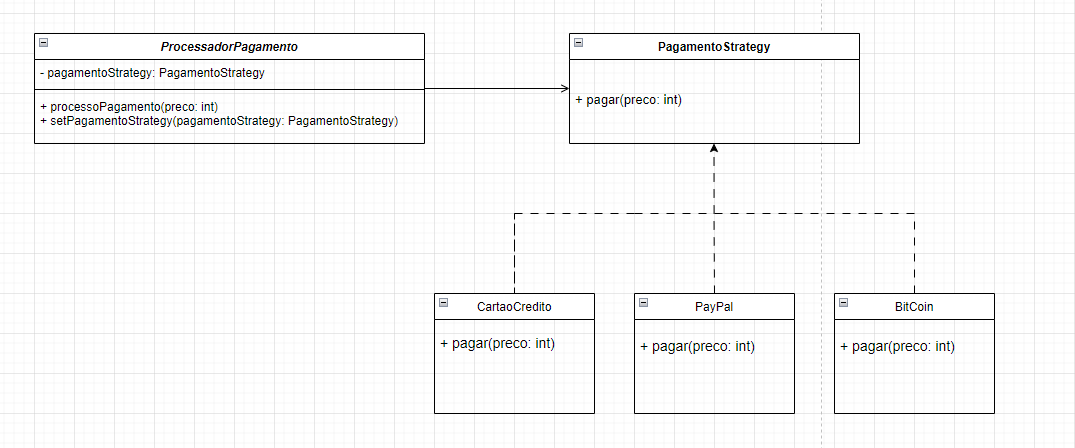 ProcessadorPagamento
- pagamentoStrategy: PagamentoStrategy
+ processoPagamento(preco: int)
+ setPagamentoStrategy(pagamentoStrategy: PagamentoStrategy)
PagamentoStrategy
+ pagar(preco: int)
CartaoCredito
+ pagar(preco: int)
PayPal
+ pagar(preco: int)
BitCoin
+ pagar(preco: int)